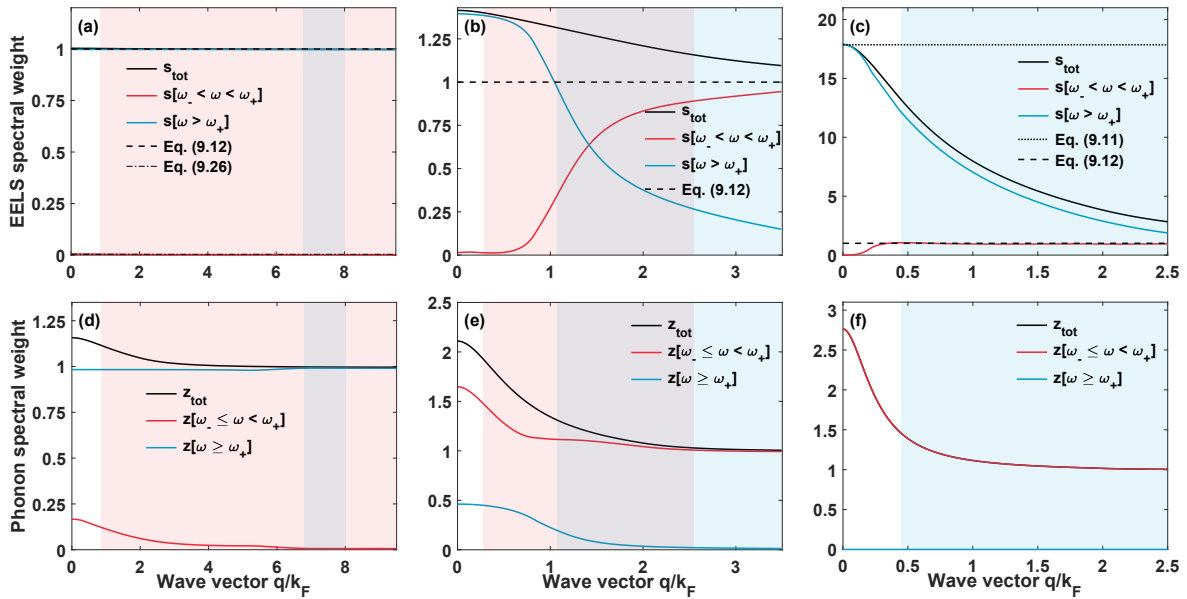 EELS spectral weight
(a)
1.25
1
0.75
0.5
0.25
0
s_tot
s[ω_- < ω < ω_+]
s[ω > ω_+]
Eq. (9.12)
Eq. (9.26)
0 2 4 6 8
(b)
1.25
1
0.75
0.5
0.25
0
s_tot
s[ω_- < ω < ω_+]
s[ω > ω_+]
Eq. (9.12)
0 1 2 3
(c)
20
15
10
5
0
s_tot
s[ω_- < ω < ω_+]
s[ω > ω_+]
Eq. (9.11)
Eq. (9.12)
0 0.5 1 1.5 2 2.5
Phonon spectral weight
(d)
1.25
1
0.75
0.5
0.25
0
z_tot
z[ω_- ≤ ω < ω_+]
z[ω ≥ ω_+]
0 2 4 6 8
Wave vector q/k_F
(e)
2.5
2
1.5
1
0.5
0
z_tot
z[ω_- ≤ ω < ω_+]
z[ω ≥ ω_+]
0 1 2 3
Wave vector q/k_F
(f)
3
2.5
2
1.5
1
0.5
0
z_tot
z[ω_- ≤ ω < ω_+]
z[ω ≥ ω_+]
0 0.5 1 1.5 2 2.5
Wave vector q/k_F